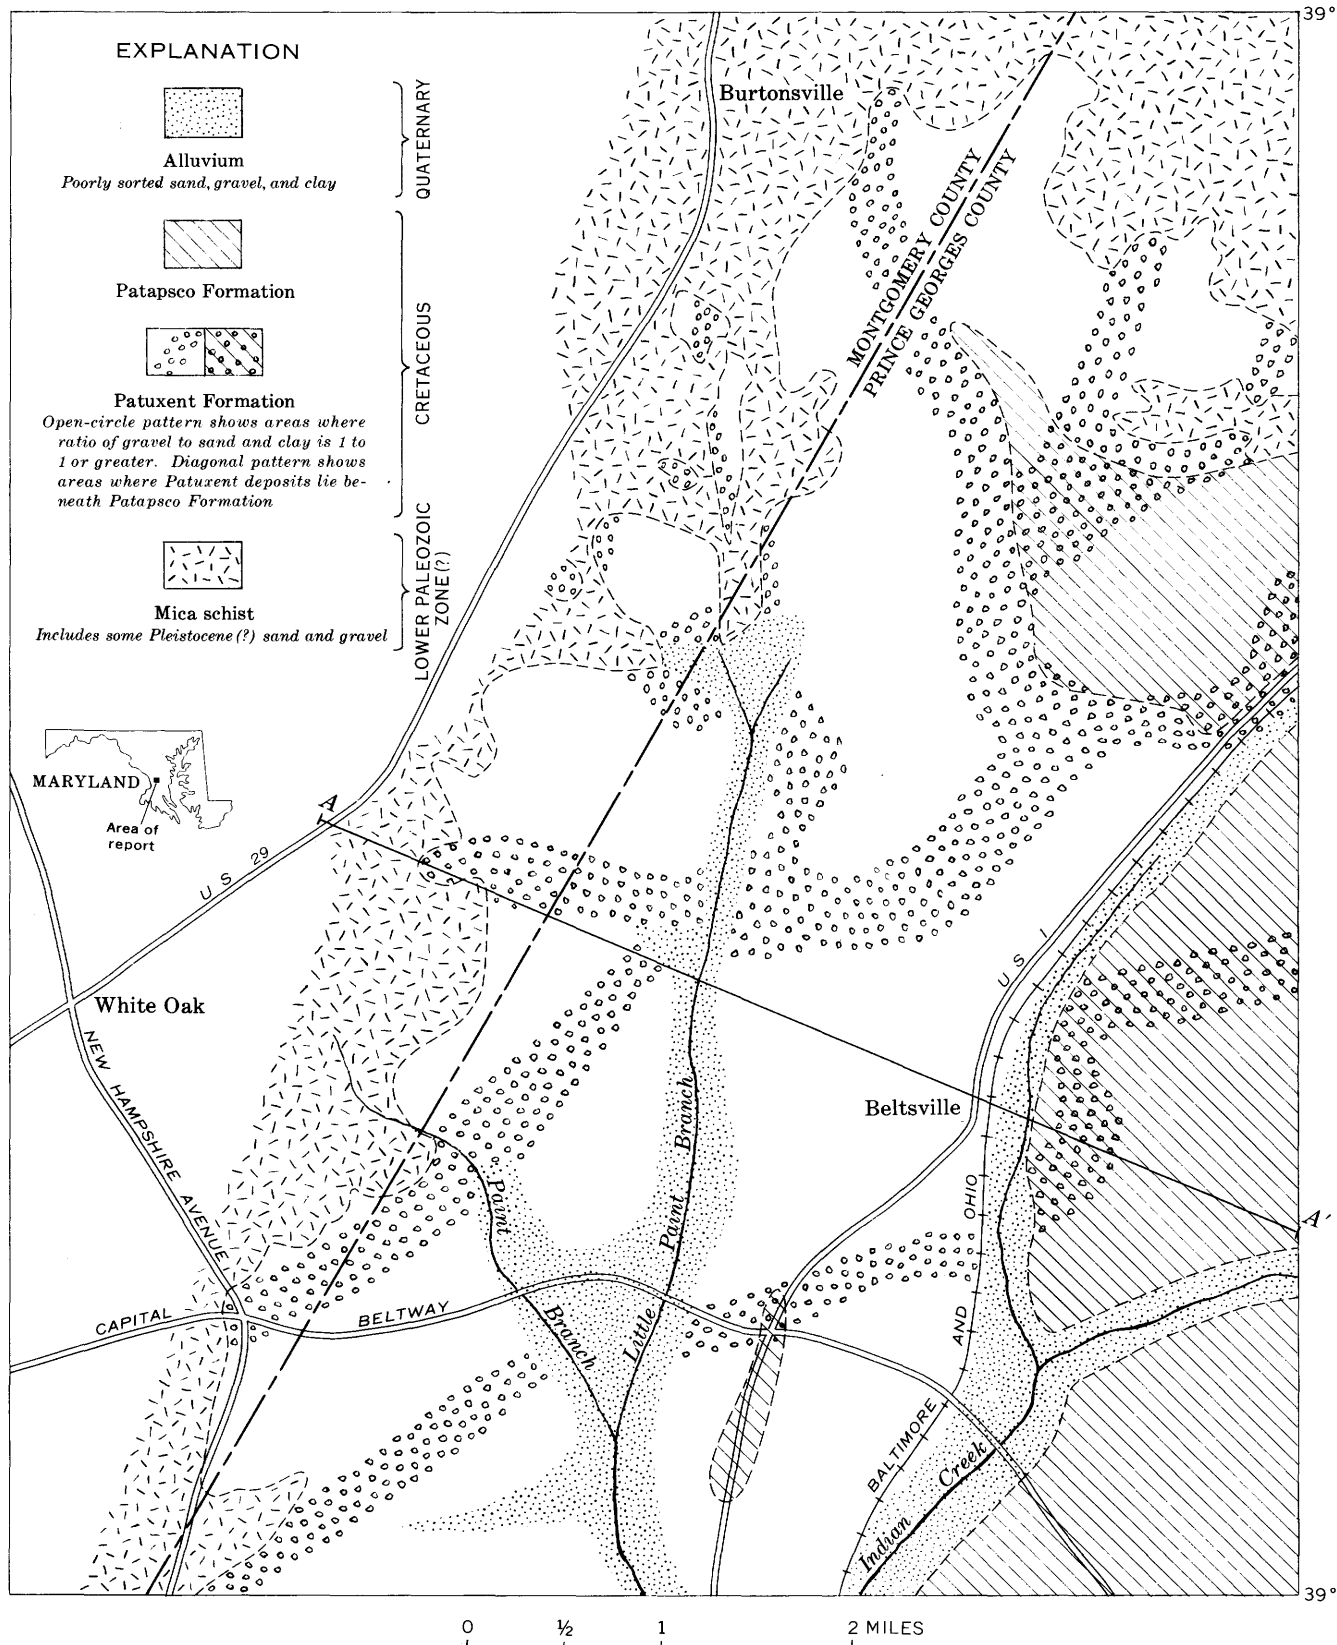 EXPLANATION
Alluvium
Poorly sorted sand, gravel, and clay
QUATERNARY
Patapsco Formation
Patuxent Formation
Open-circle pattern shows areas where
ratio of gravel to sand and clay is 1 to
1 or greater. Diagonal pattern shows
areas where Patuxent deposits lie be-
neath Patapsco Formation
CRETACEOUS
Mica schist
Includes some Pleistocene (?) sand and gravel
LOWER PALEOZOIC
ZONE (?)
MARYLAND
Area of
report
39°
Burtonsville
MONTGOMERY COUNTY
PRINCE GEORGES COUNTY
A
U S 29
White Oak
NEW HAMPSHIRE AVENUE
U S 1
Beltsville
A'
Paint
Branch
Little
Paint
Branch
CAPITAL
BELTWAY
BALTIMORE
AND
OHIO
Indian
Creek
39°
0 ½ 1 2 MILES